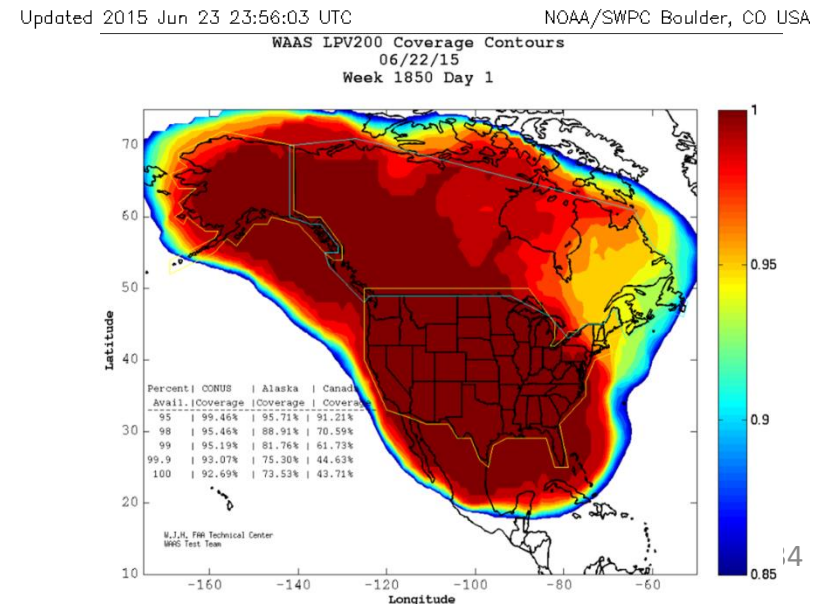 Updated 2015 Jun 23 23:56:03 UTC NOAA/SWPC Boulder, CO USA
WAAS LPV200 Coverage Contours
06/22/15
Week 1850 Day 1
70
60
50
40
30
20
10
Latitude
Percent| CONUS | Alaska | Canad
Avail.|Coverage |Coverage | Coverage
95 | 99.46% | 95.71% | 91.21%
98 | 95.46% | 88.91% | 70.59%
99 | 95.19% | 81.76% | 61.73%
99.9 | 93.07% | 75.30% | 44.63%
100 | 92.69% | 73.53% | 43.71%
W.J.H. FAA Technical Center
WAAS Test Team
-160 -140 -120 -100 -80 -60
Longitude
1
0.95
0.9
0.85
34